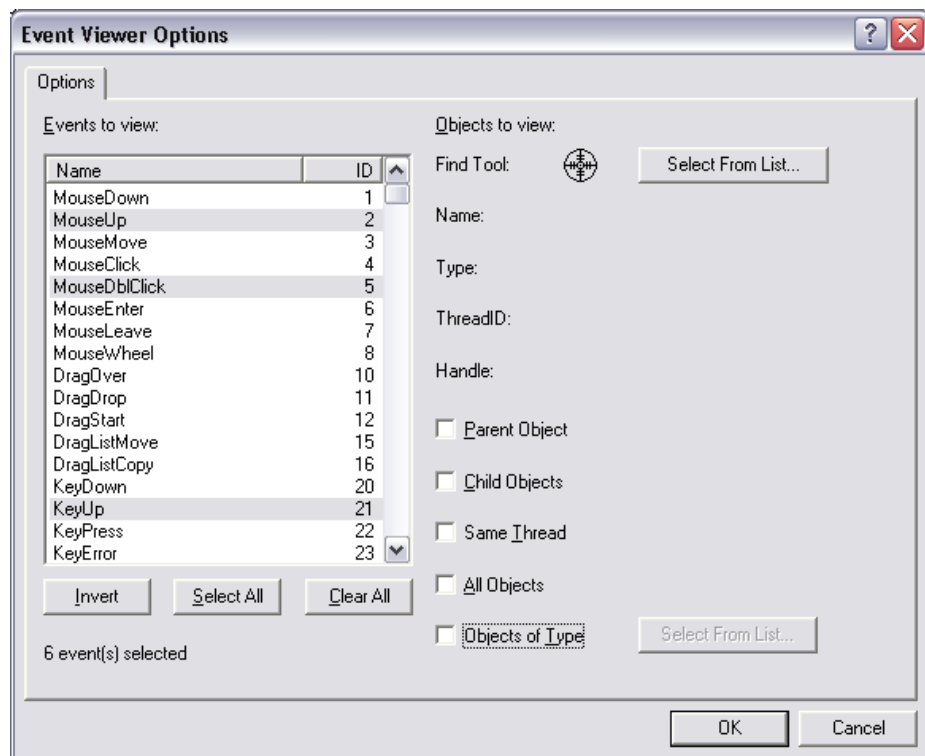 Event Viewer Options
Options
Events to view:
Name ID
MouseDown 1
MouseUp 2
MouseMove 3
MouseClick 4
MouseDblClick 5
MouseEnter 6
MouseLeave 7
MouseWheel 8
DragOver 10
DragDrop 11
DragStart 12
DragListMove 15
DragListCopy 16
KeyDown 20
KeyUp 21
KeyPress 22
KeyError 23
Invert Select All Clear All
6 event(s) selected
Objects to view:
Find Tool: Select From List...
Name:
Type:
ThreadID:
Handle:
Parent Object
Child Objects
Same Thread
All Objects
Objects of Type Select From List...
OK Cancel